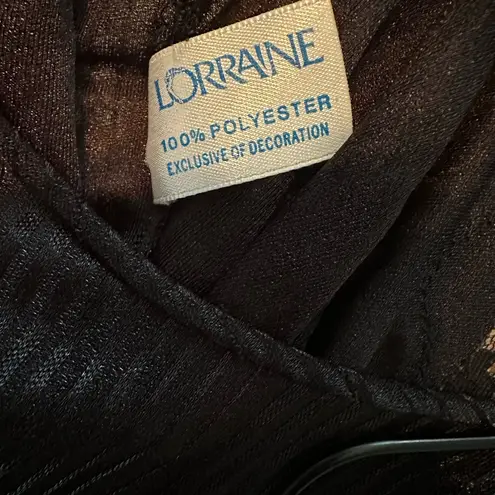 LORRAINE
100% POLYESTER
EXCLUSIVE OF DECORATION